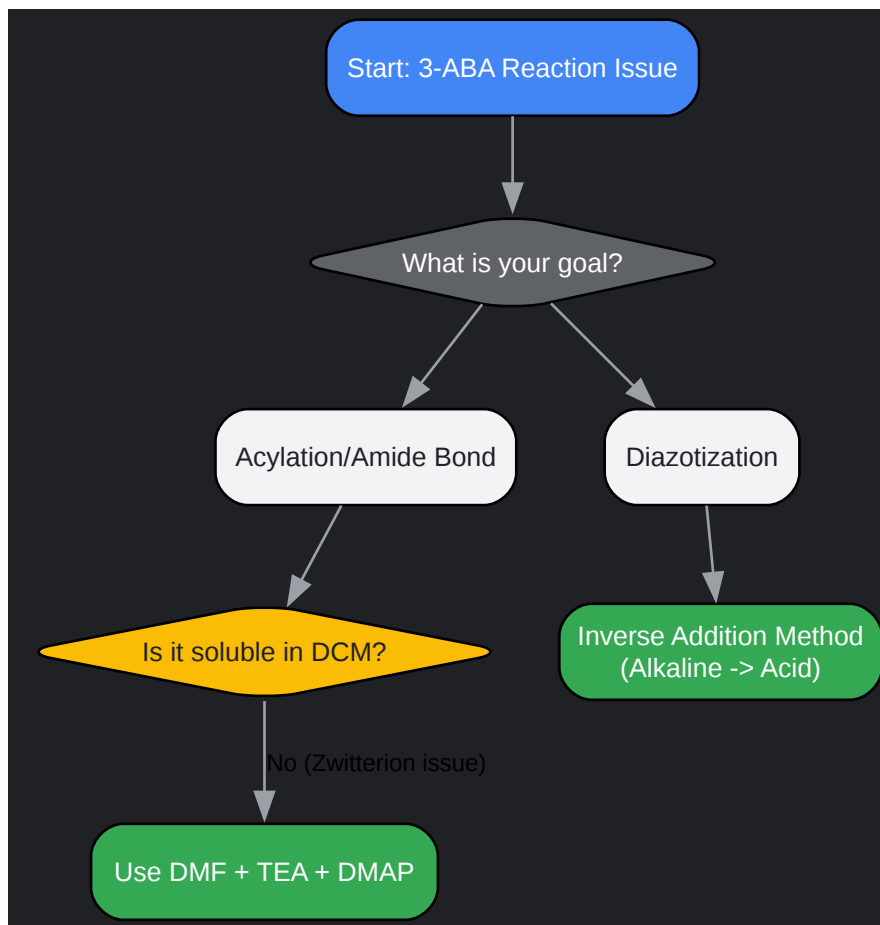 Start: 3-ABA Reaction Issue
What is your goal?
Acylation/Amide Bond
Diazotization
Is it soluble in DCM?
Inverse Addition Method
(Alkaline -> Acid)
No (Zwitterion issue)
Use DMF + TEA + DMAP